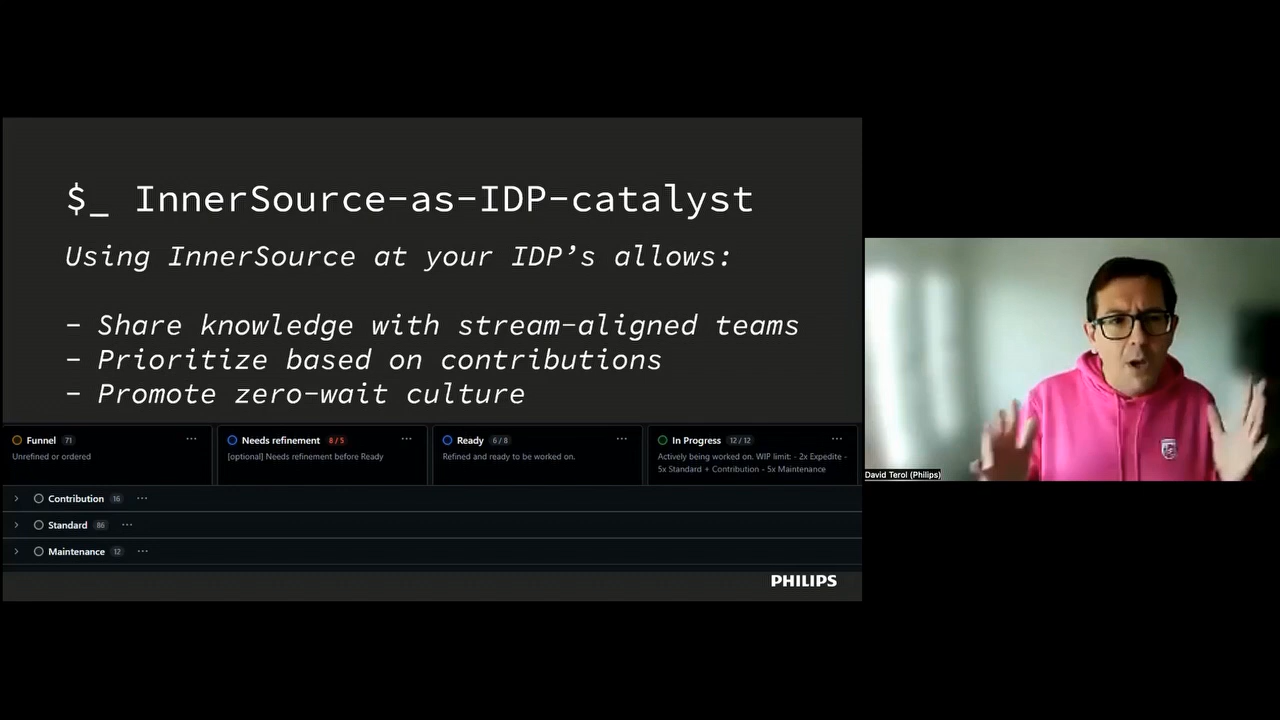 $_ InnerSource-as-IDP-catalyst
Using InnerSource at your IDP’s allows:
- Share knowledge with stream-aligned teams
- Prioritize based on contributions
- Promote zero-wait culture
Funnel 71 ...
Unrefined or ordered
Needs refinement 8 / 5 ...
[optional] Needs refinement before Ready
Ready 6 / 8 ...
Refined and ready to be worked on.
In Progress 12 / 12 ...
Actively being worked on. WIP limit: - 2x Expedite -
5x Standard + Contribution - 5x Maintenance
Contribution 16 ...
Standard 86 ...
Maintenance 12 ...
PHILIPS
David Terol (Philips)